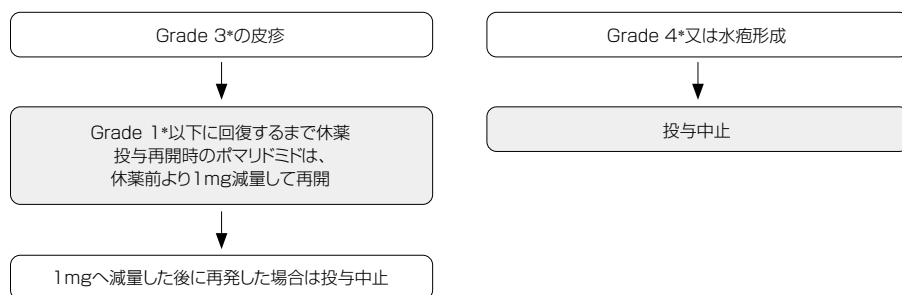 Grade 3*の皮疹
Grade 1*以下に回復するまで休薬
投与再開時のポマリドミドは、
休薬前より1mg減量して再開
1mgへ減量した後に再発した場合は投与中止
Grade 4*又は水疱形成
投与中止